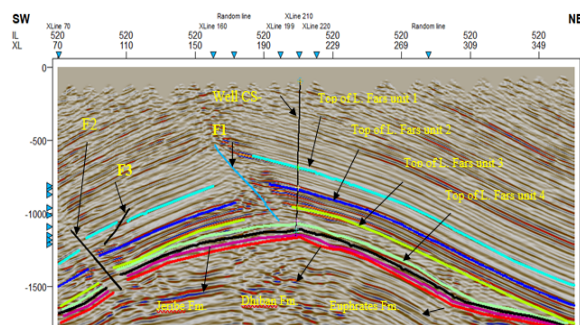 SW
NE
Random line XLine 210 Random line
XLine 70 XLine 160 XLine 199 XLine 220
IL 520 520 520 520 520 520 520 520
XL 70 110 150 190 200 229 269 309 349
0
-500
-1000
-1500
Well CS-
Top of L. Fars unit 1
Top of L. Fars unit 2
Top of L. Fars unit 3
Top of L. Fars unit 4
F1
F2
F3
Jeribe Fm.
Dhiban Fm.
Euphrates Fm.